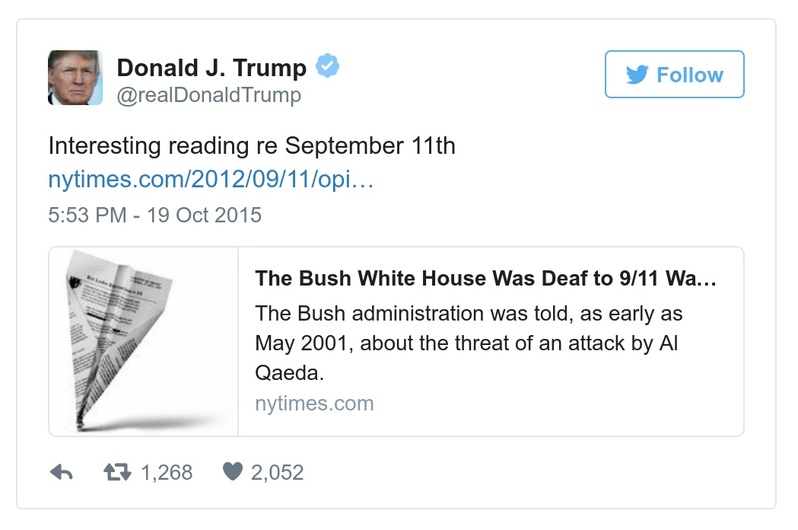 Donald J. Trump
@realDonaldTrump
Follow
Interesting reading re September 11th
nytimes.com/2012/09/11/opi…
5:53 PM - 19 Oct 2015
The Bush White House Was Deaf to 9/11 Wa…
The Bush administration was told, as early as
May 2001, about the threat of an attack by Al
Qaeda.
nytimes.com
1,268 2,052